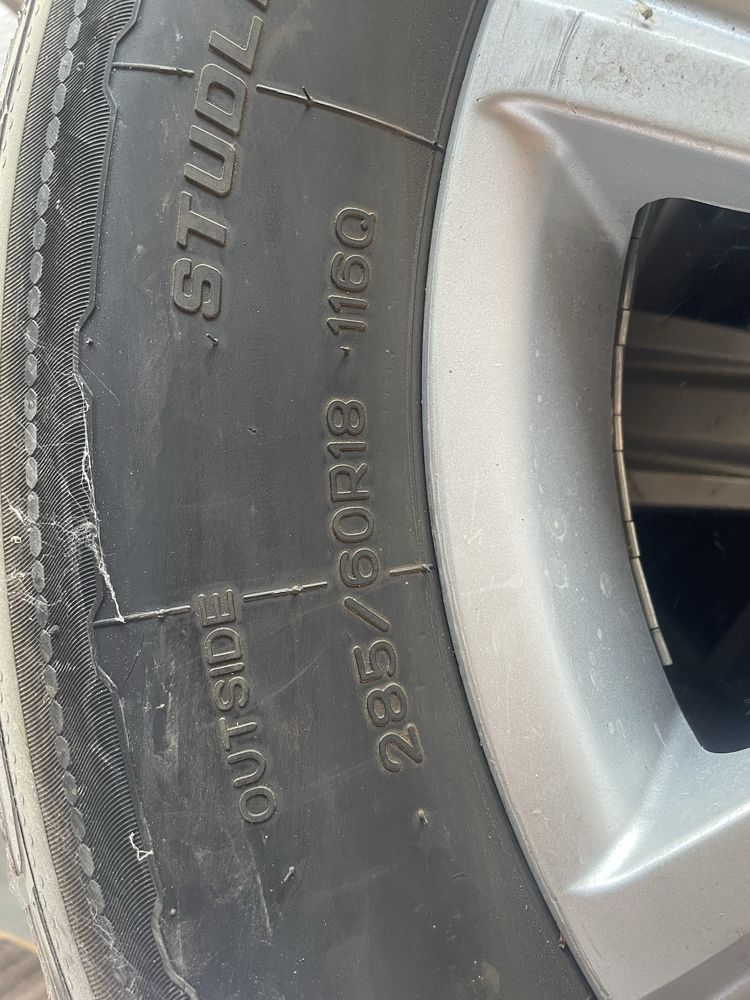 STUDL
285/60R18 116Q
OUTSIDE